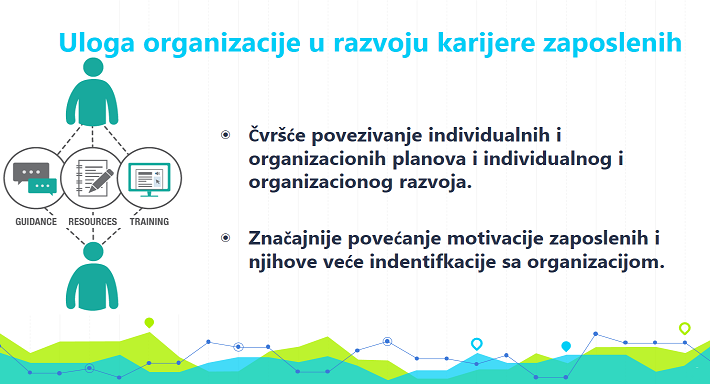 Uloga organizacije u razvoju karijere zaposlenih
GUIDANCE RESOURCES TRAINING
Čvršće povezivanje individualnih i
organizacionih planova i individualnog i
organizacionog razvoja.
Značajnije povećanje motivacije zaposlenih i
njihove veće indentifkacije sa organizacijom.